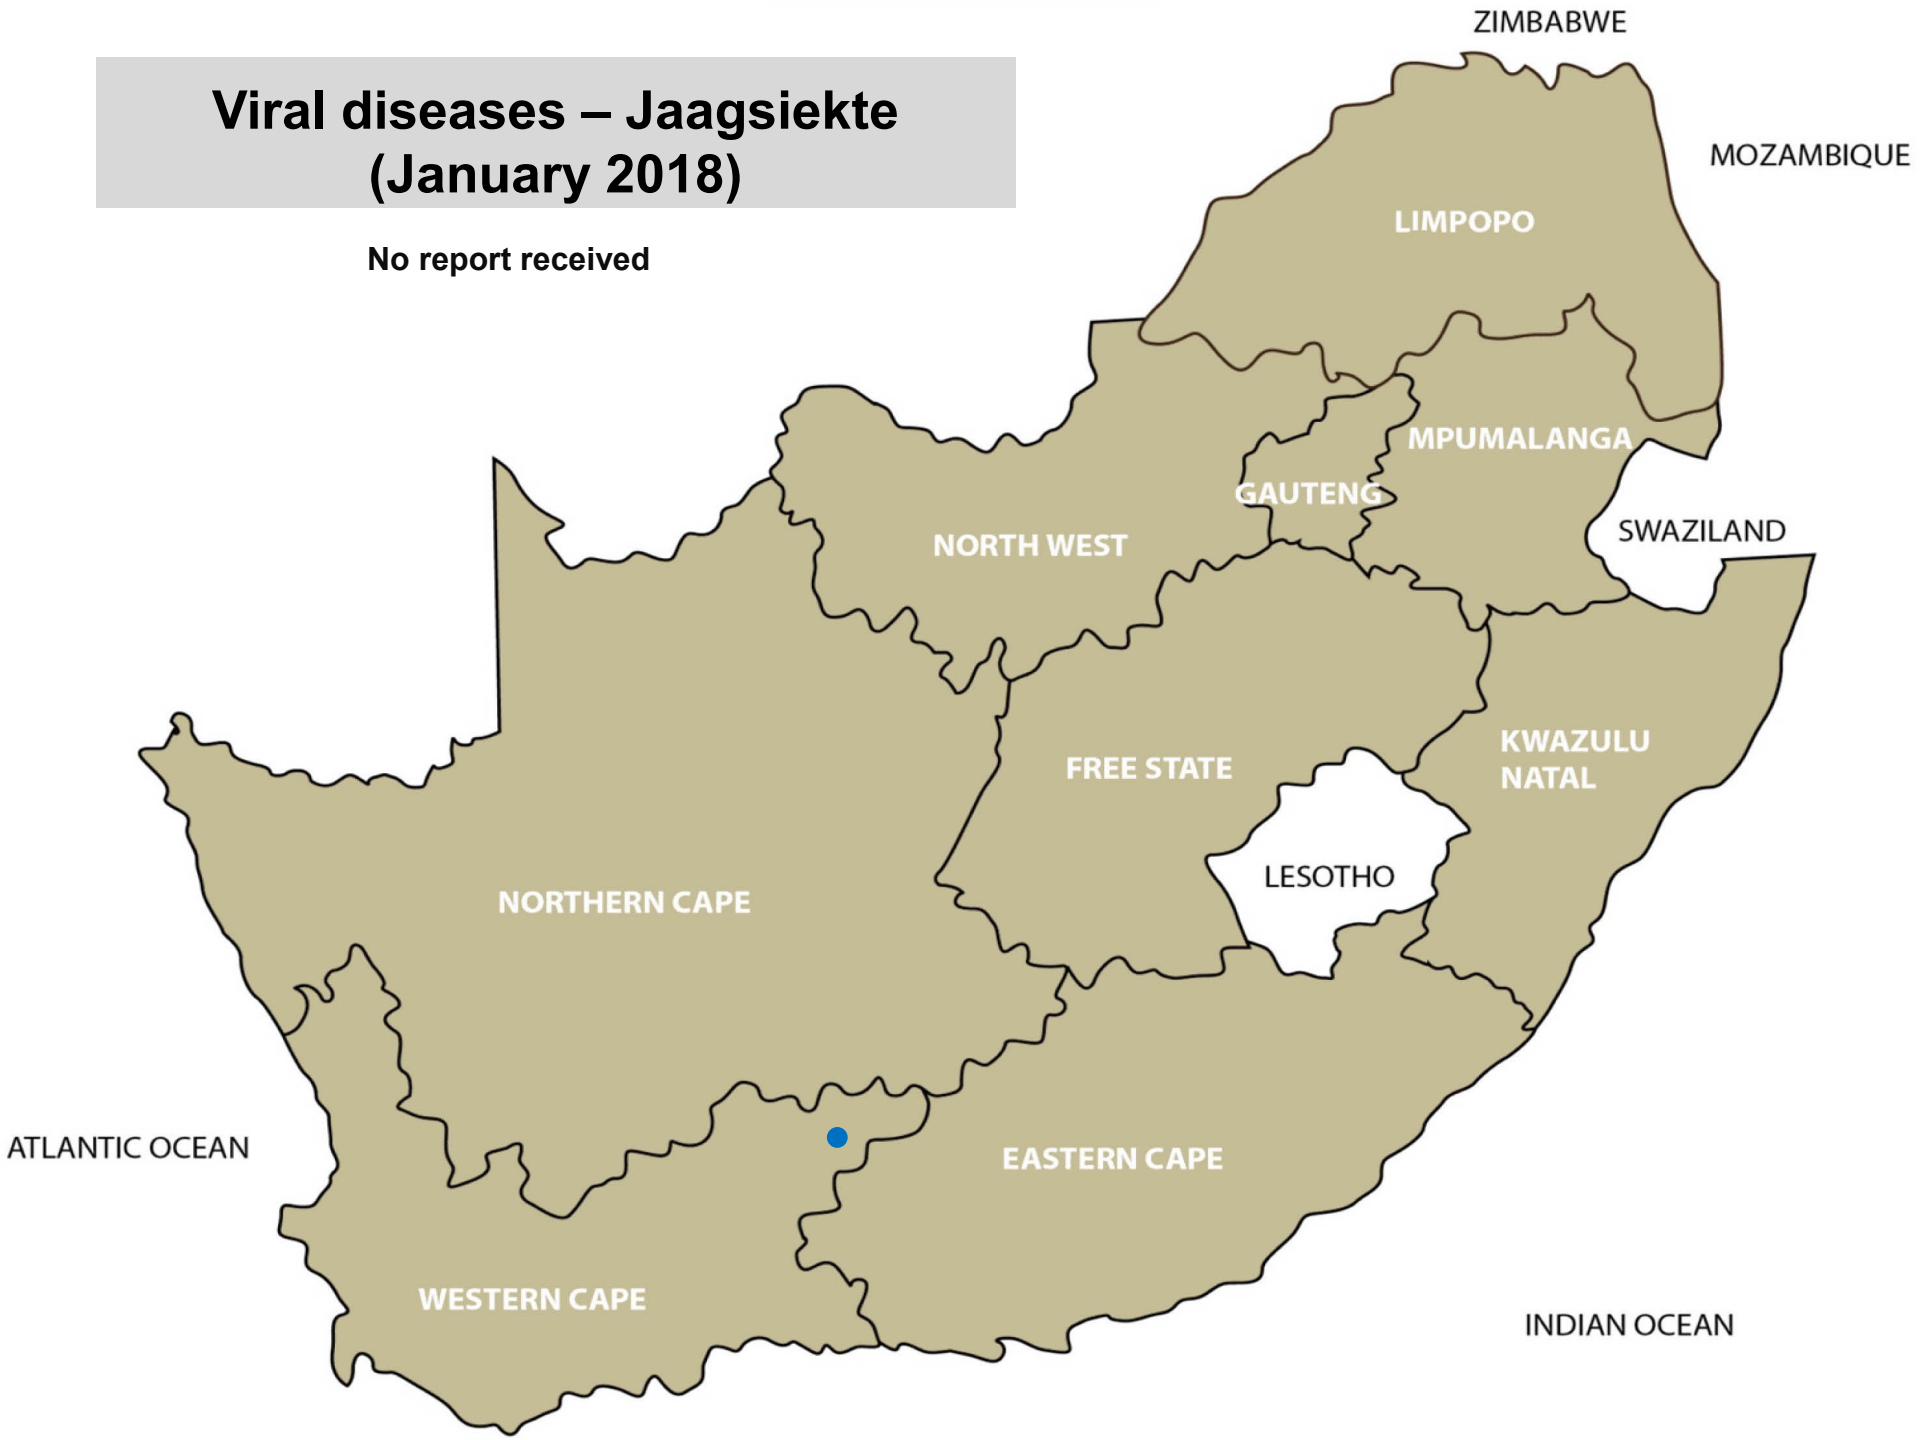 ZIMBABWE
Viral diseases – Jaagsiekte
(January 2018)
MOZAMBIQUE
LIMPOPO
No report received
MPUMALANGA
GAUTENG
SWAZILAND
NORTH WEST
KWAZULU
NATAL
FREE STATE
LESOTHO
NORTHERN CAPE
ATLANTIC OCEAN
EASTERN CAPE
WESTERN CAPE
INDIAN OCEAN